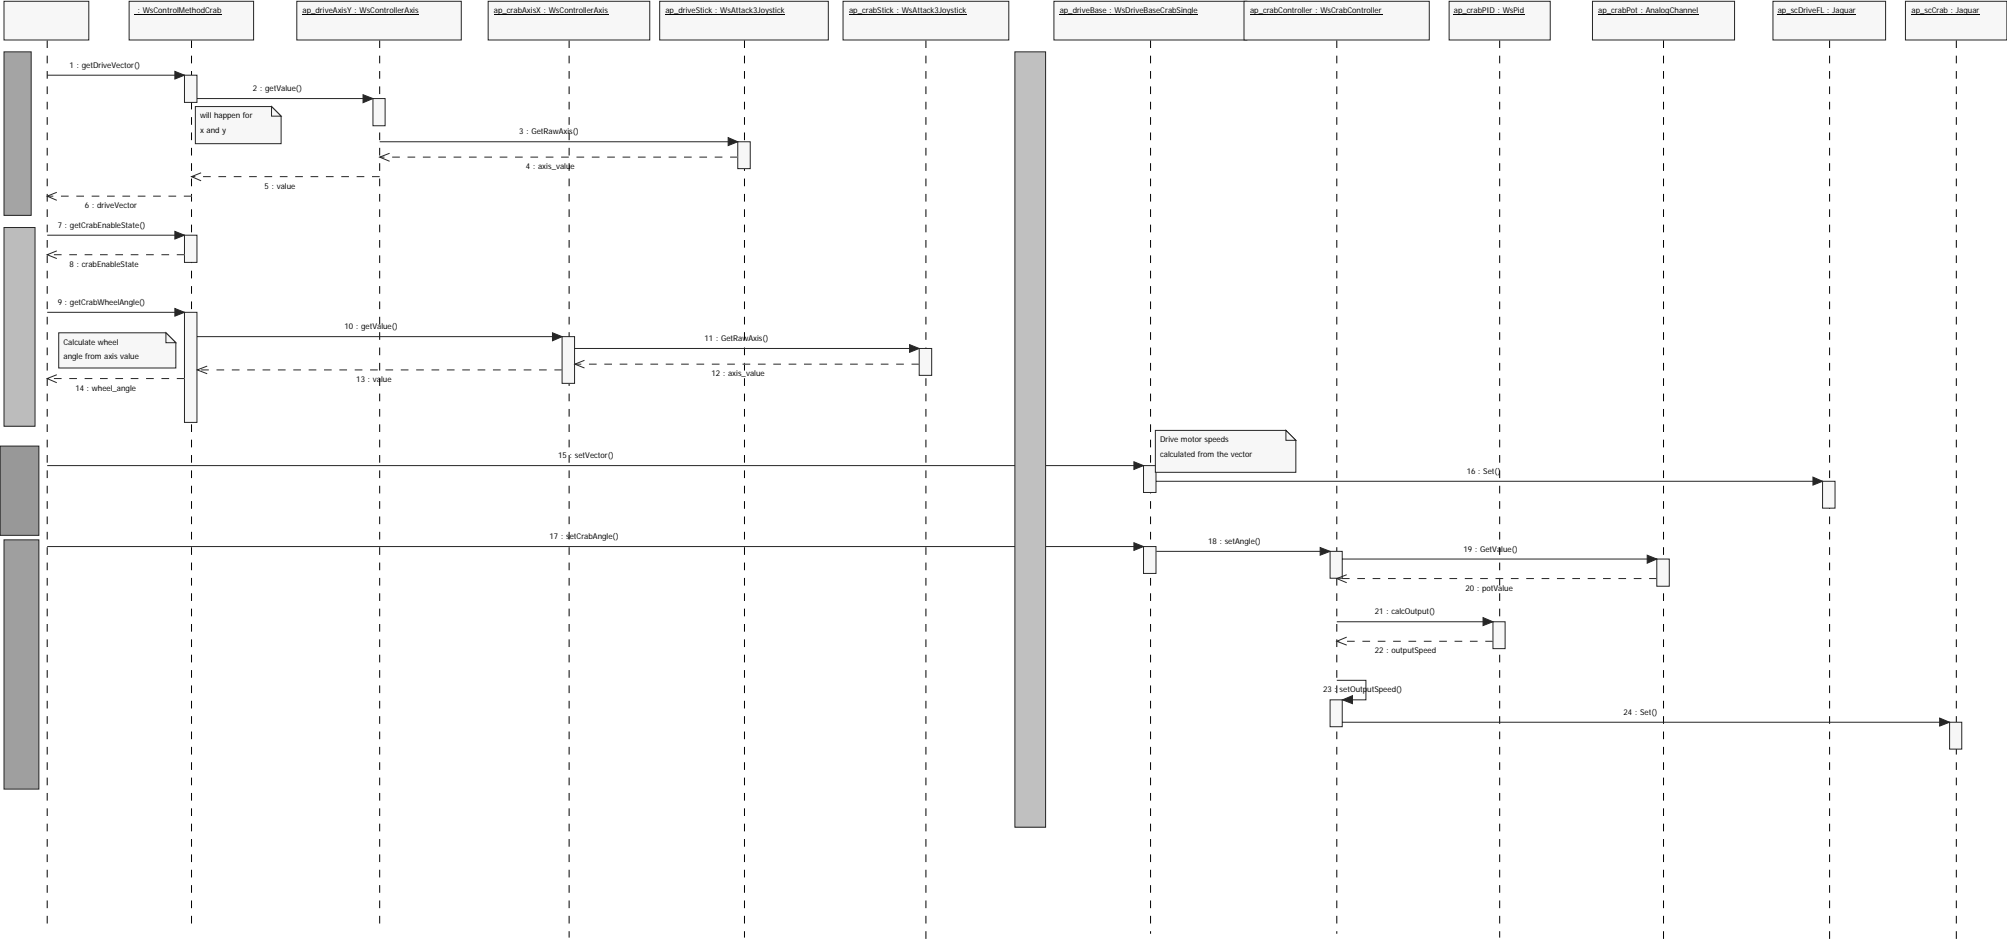 : WsControlMethodCrab
ap_driveAxisY : WsControllerAxis
ap_crabAxisX : WsControllerAxis
ap_driveStick : WsAttack3Joystick
ap_crabStick : WsAttack3Joystick
ap_driveBase : WsDriveBaseCrabSingle
ap_crabController : WsCrabController
ap_crabPID : WsPid
ap_crabPot : AnalogChannel
ap_scDriveFL : Jaguar
ap_scCrab : Jaguar
1 : getDriveVector()
2 : getValue()
will happen for
x and y
3 : GetRawAxis()
4 : axis_value
5 : value
6 : driveVector
7 : getCrabEnableState()
8 : crabEnableState
9 : getCrabWheelAngle()
10 : getValue()
11 : GetRawAxis()
Calculate wheel
angle from axis value
12 : axis_value
13 : value
14 : wheel_angle
Drive motor speeds
calculated from the vector
15 : setVector()
16 : Set()
17 : setCrabAngle()
18 : setAngle()
19 : GetValue()
20 : potValue
21 : calcOutput()
22 : outputSpeed
23 : setOutputSpeed()
24 : Set()